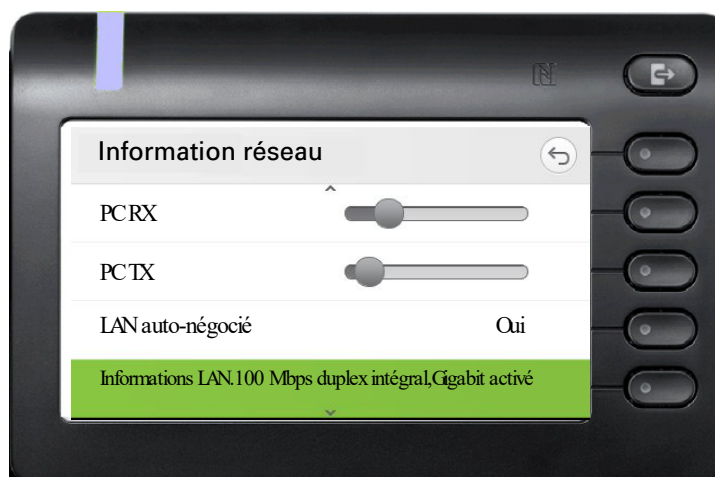 Information réseau
PC RX
PC TX
LAN auto-négocié Oui
Informations LAN.100 Mbps duplex intégral,Gigabit activé